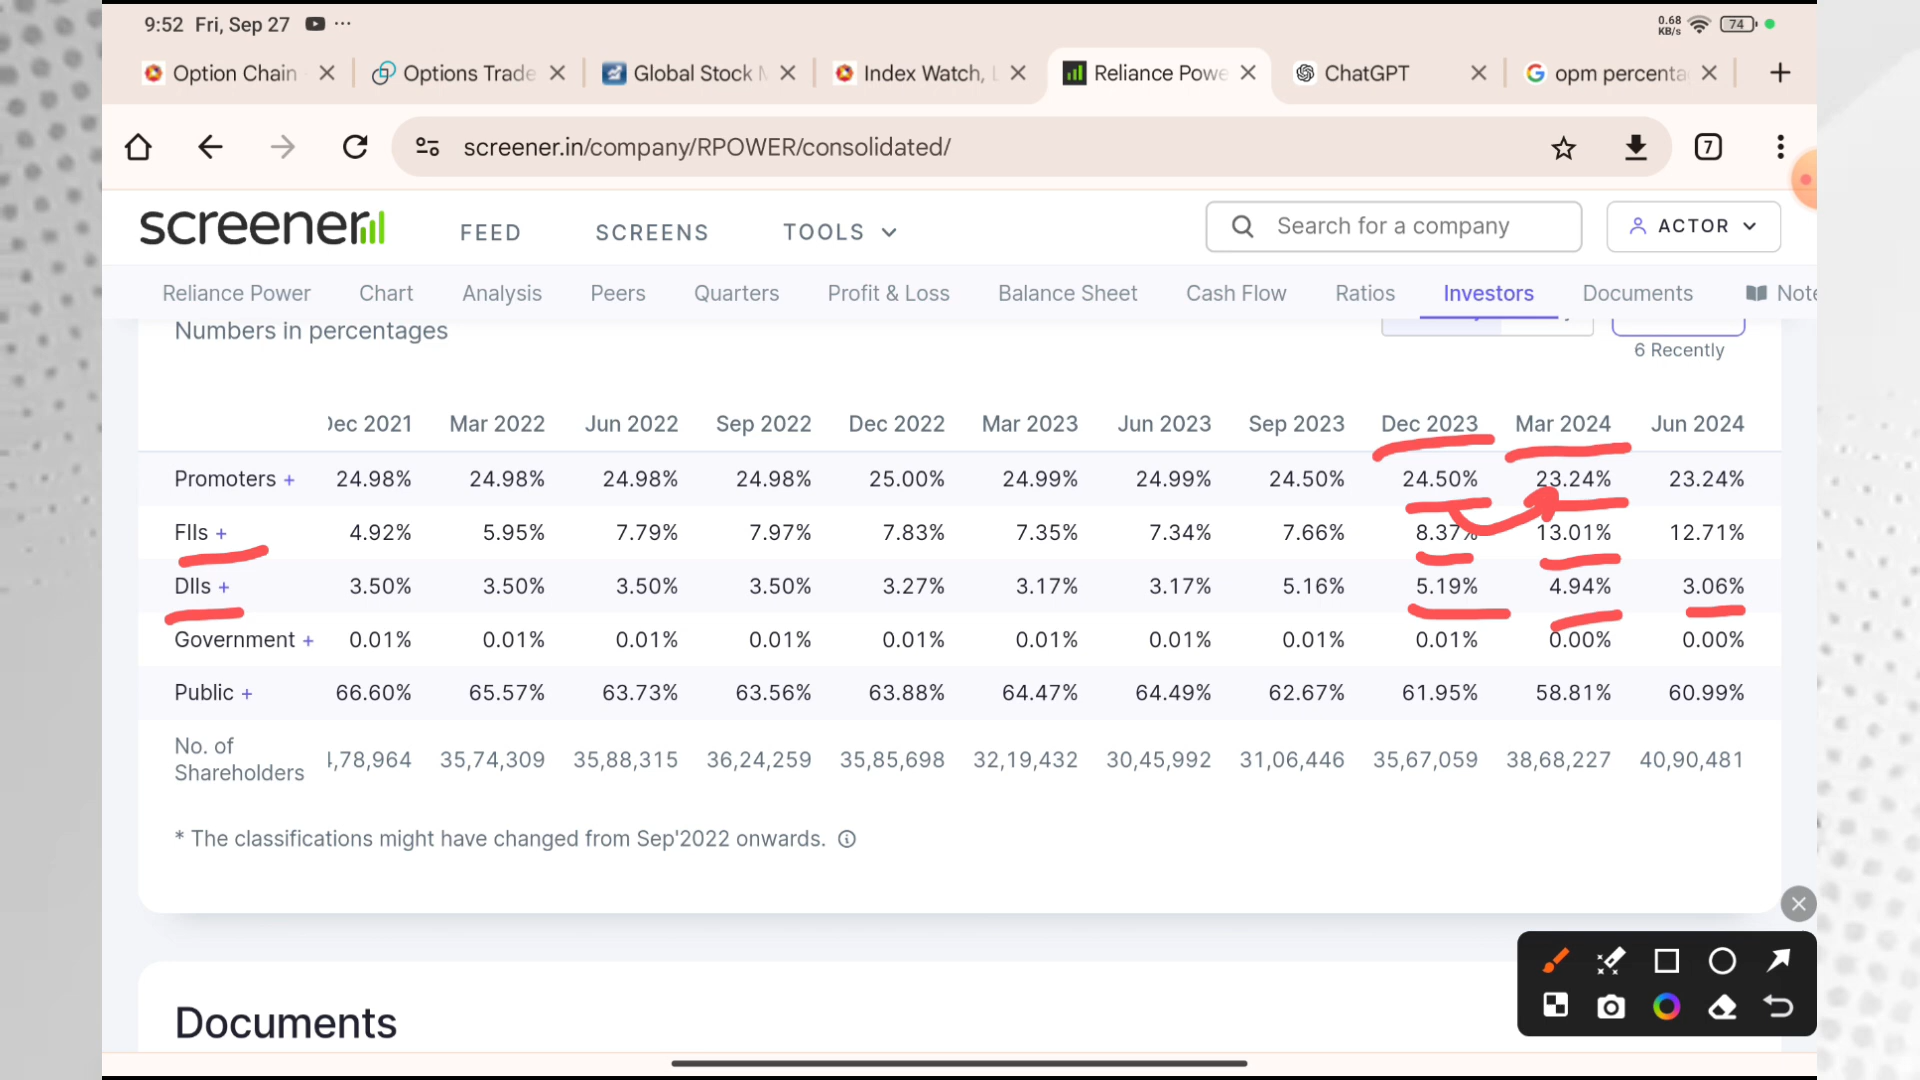 9:52 Fri, Sep 27 ...
0.68 KB/s 74
Option Chain Options Trade Global Stock Index Watch, Reliance Powe ChatGPT opm percenta
screener.in/company/RPOWER/consolidated/ 7
screener FEED SCREENS TOOLS Search for a company ACTOR
Reliance Power Chart Analysis Peers Quarters Profit & Loss Balance Sheet Cash Flow Ratios Investors Documents Note
Numbers in percentages
6 Recently
Dec 2021 Mar 2022 Jun 2022 Sep 2022 Dec 2022 Mar 2023 Jun 2023 Sep 2023 Dec 2023 Mar 2024 Jun 2024
Promoters + 24.98% 24.98% 24.98% 24.98% 25.00% 24.99% 24.99% 24.50% 24.50% 23.24% 23.24%
FIIs + 4.92% 5.95% 7.79% 7.97% 7.83% 7.35% 7.34% 7.66% 8.37% 13.01% 12.71%
DIIs + 3.50% 3.50% 3.50% 3.50% 3.27% 3.17% 3.17% 5.16% 5.19% 4.94% 3.06%
Government + 0.01% 0.01% 0.01% 0.01% 0.01% 0.01% 0.01% 0.01% 0.01% 0.00% 0.00%
Public + 66.60% 65.57% 63.73% 63.56% 63.88% 64.47% 64.49% 62.67% 61.95% 58.81% 60.99%
No. of Shareholders ,78,964 35,74,309 35,88,315 36,24,259 35,85,698 32,19,432 30,45,992 31,06,446 35,67,059 38,68,227 40,90,481
* The classifications might have changed from Sep'2022 onwards.
Documents